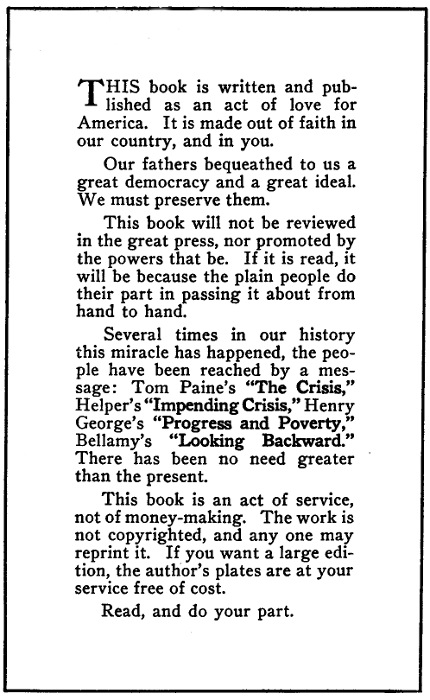 THIS book is written and pub-
lished as an act of love for
America. It is made out of faith in
our country, and in you.
Our fathers bequeathed to us a
great democracy and a great ideal.
We must preserve them.
This book will not be reviewed
in the great press, nor promoted by
the powers that be. If it is read, it
will be because the plain people do
their part in passing it about from
hand to hand.
Several times in our history
this miracle has happened, the peo-
ple have been reached by a mes-
sage: Tom Paine's "The Crisis,"
Helper's "Impending Crisis," Henry
George's "Progress and Poverty,"
Bellamy's "Looking Backward."
There has been no need greater
than the present.
This book is an act of service,
not of money-making. The work is
not copyrighted, and any one may
reprint it. If you want a large edi-
tion, the author's plates are at your
service free of cost.
Read, and do your part.